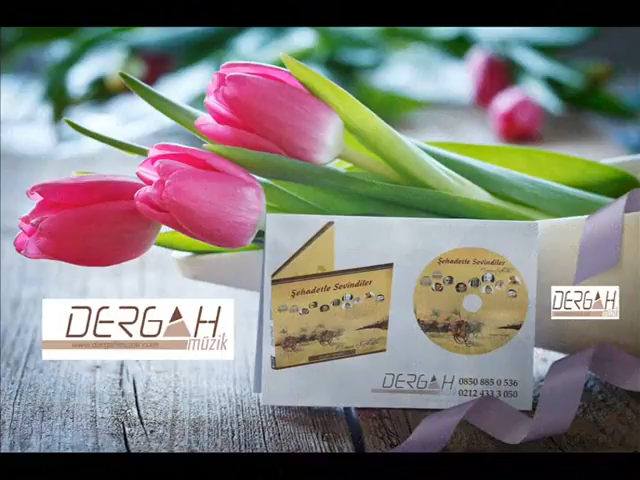 DERGAH
müzik
www.dergahmuzik.com
Şehadetle Sevindiler
Şehadetle Sevindiler
DERGAH
müzik
DERGAH
0850 885 0 536
0212 433 3 050